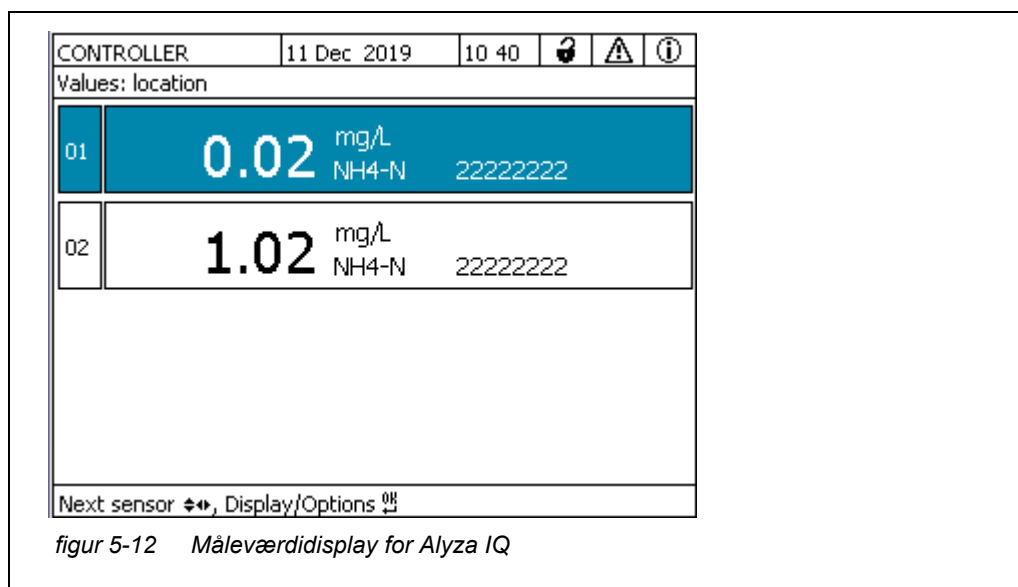 CONTROLLER 11 Dec 2019 10 40
Values: location
01 0.02 mg/L NH4-N 22222222
02 1.02 mg/L NH4-N 22222222
Next sensor, Display/Options OK
figur 5-12 Måleværdidisplay for Alyza IQ